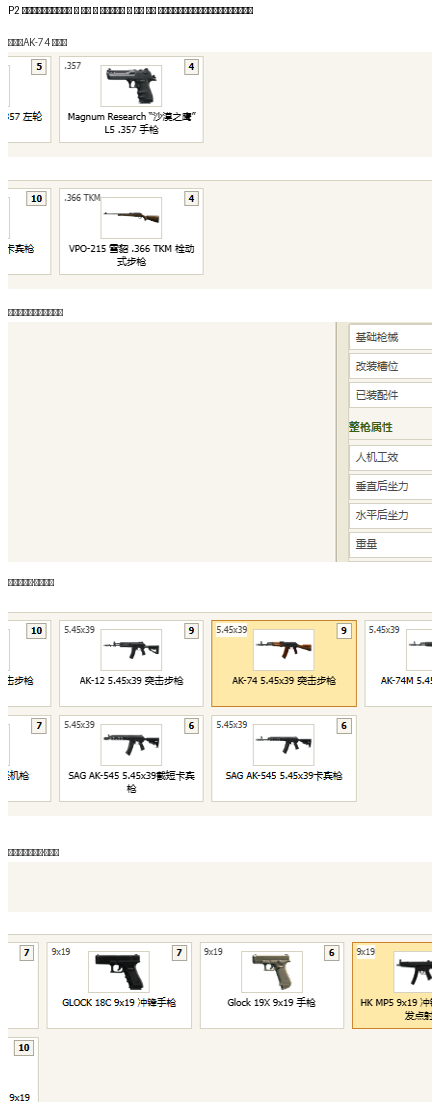 P2
AK-74
5
.357
4
357 左轮
Magnum Research “沙漠之鹰”
L5 .357 手枪
10
.366 TKM
4
卡宾枪
VPO-215 雪貂 .366 TKM 栓动
式步枪
基础枪械
改装槽位
已装配件
整枪属性
人机工效
垂直后坐力
水平后坐力
重量
10
5.45x39
9
5.45x39
9
5.45x39
击步枪
AK-12 5.45x39 突击步枪
AK-74 5.45x39 突击步枪
AK-74M 5.45
7
5.45x39
6
5.45x39
6
机枪
SAG AK-545 5.45x39截短卡宾
枪
SAG AK-545 5.45x39卡宾枪
7
9x19
7
9x19
6
9x19
GLOCK 18C 9x19 冲锋手枪
Glock 19X 9x19 手枪
HK MP5 9x19 冲锋
发点射
10
9x19